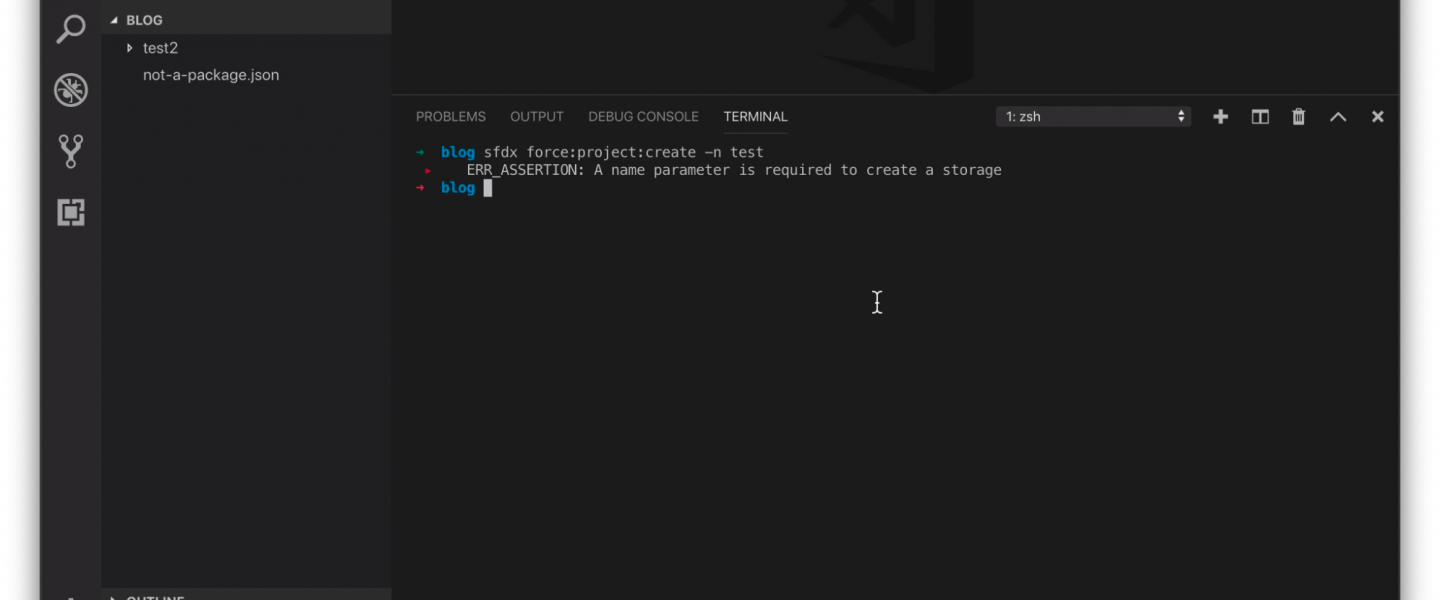 BLOG
test2
not-a-package.json
PROBLEMS OUTPUT DEBUG CONSOLE TERMINAL 1: zsh
→ blog sfdx force:project:create -n test
▸ ERR_ASSERTION: A name parameter is required to create a storage
→ blog
OUTLINE